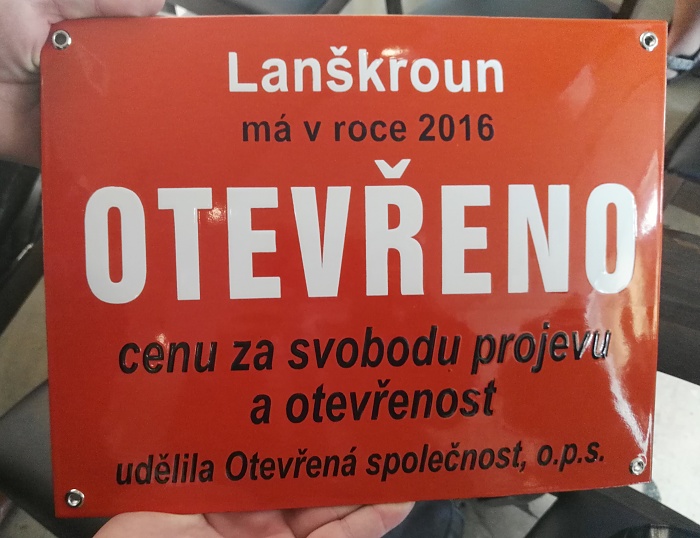 Lanškroun
má v roce 2016
OTEVŘENO
cenu za svobodu projevu
a otevřenost
udělila Otevřená společnost, o.p.s.